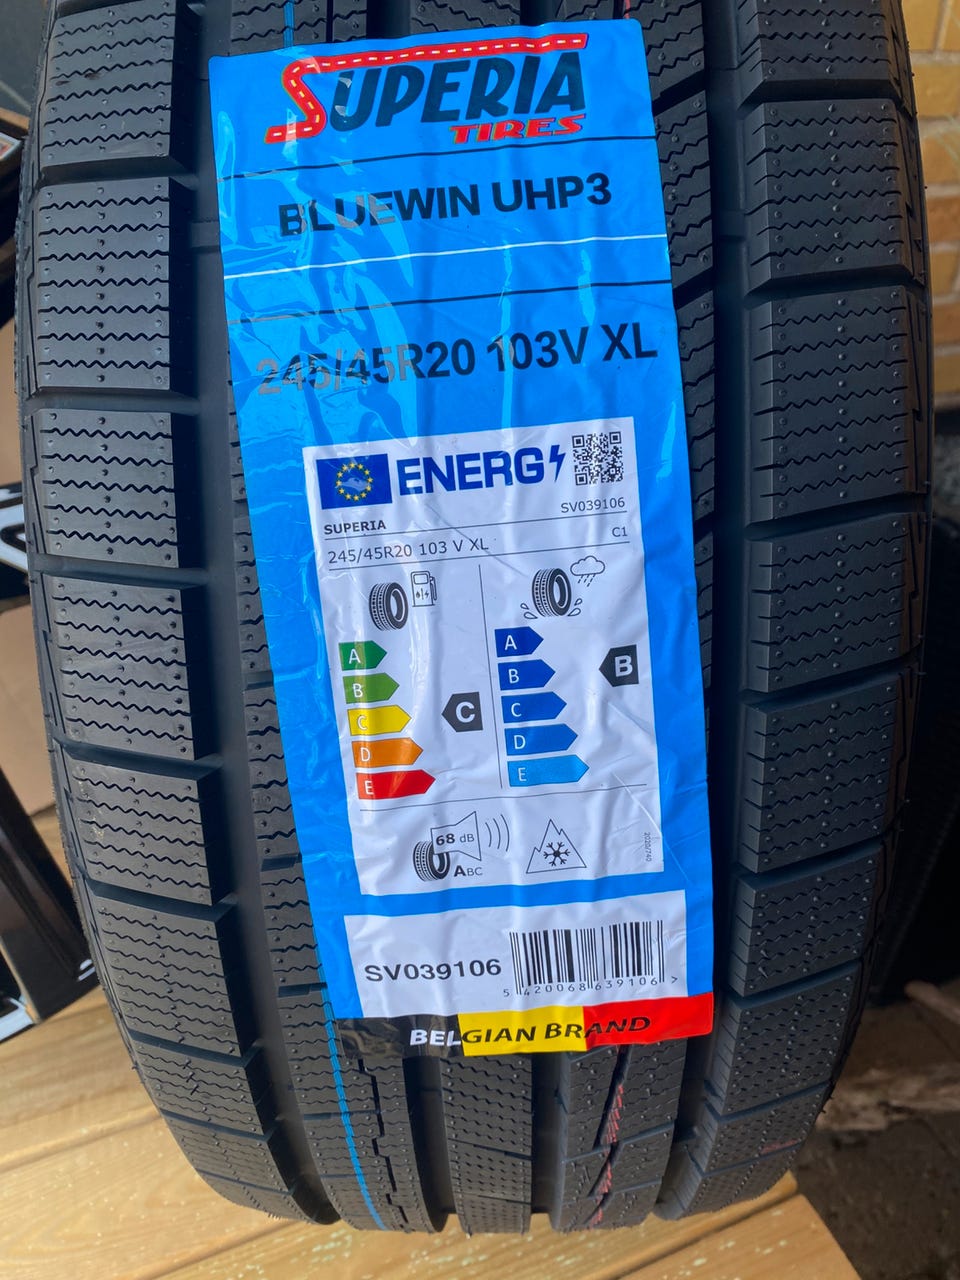 SUPERIA
TIRES
BLUEWIN UHP3
245/45R20 103V XL
ENERG
SUPERIA
SV039106
245/45R20 103 V XL
C1
A
B
C
D
E
C
A
B
C
D
E
B
68 dB
ABC
2020/740
SV039106
5 420068 639106 >
BELGIAN BRAND